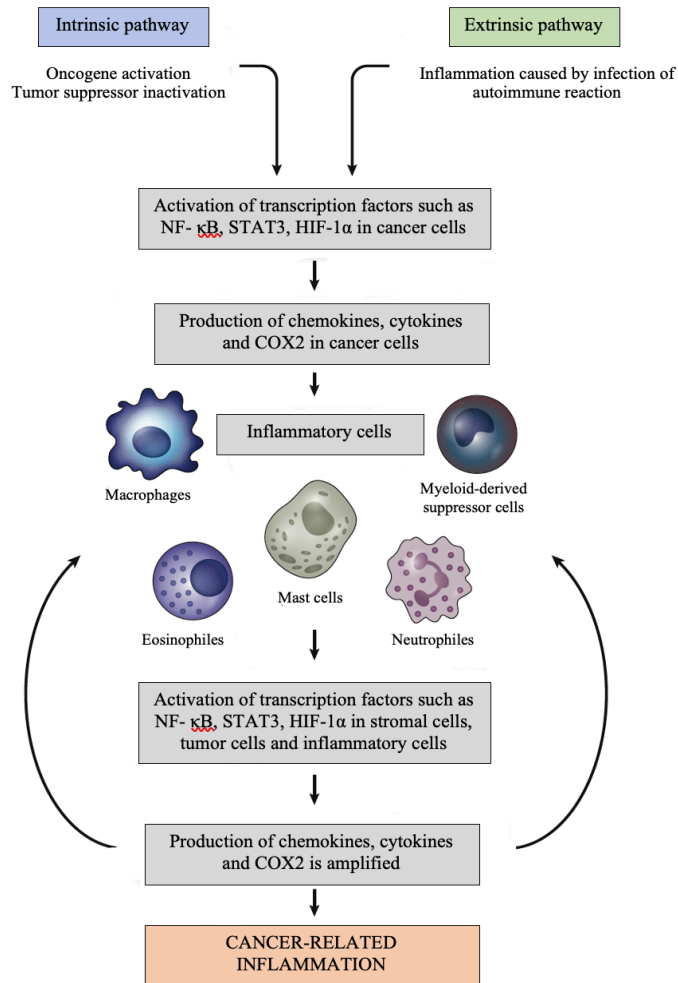 Intrinsic pathway
Extrinsic pathway
Oncogene activation
Tumor suppressor inactivation
Inflammation caused by infection of
autoimmune reaction
Activation of transcription factors such as
NF- κB, STAT3, HIF-1α in cancer cells
Production of chemokines, cytokines
and COX2 in cancer cells
Inflammatory cells
Macrophages
Myeloid-derived
suppressor cells
Mast cells
Eosinophiles
Neutrophiles
Activation of transcription factors such as
NF- κB, STAT3, HIF-1α in stromal cells,
tumor cells and inflammatory cells
Production of chemokines, cytokines
and COX2 is amplified
CANCER-RELATED
INFLAMMATION